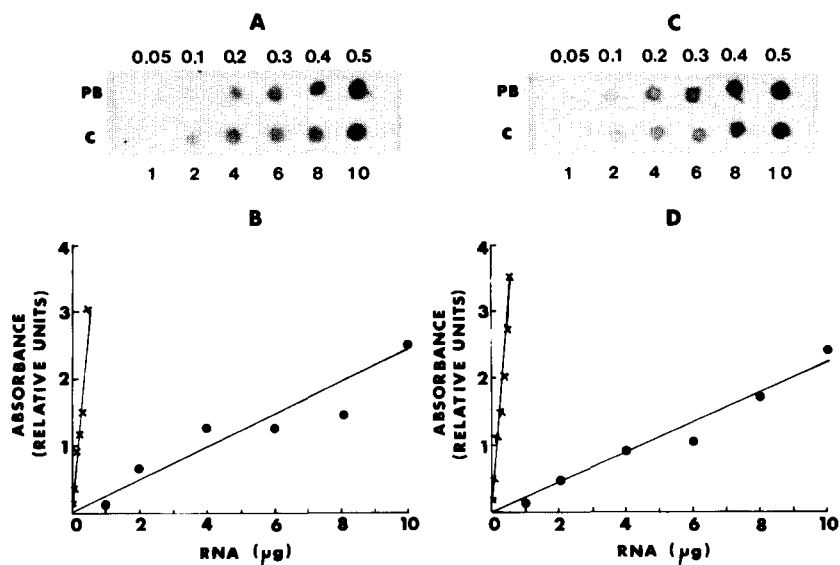 A
0.05 0.1 0.2 0.3 0.4 0.5
PB
C
1 2 4 6 8 10
C
0.05 0.1 0.2 0.3 0.4 0.5
PB
C
1 2 4 6 8 10
B
ABSORBANCE
(RELATIVE UNITS)
4
3
2
1
0 2 4 6 8 10
RNA (µg)
D
ABSORBANCE
(RELATIVE UNITS)
4
3
2
1
0 2 4 6 8 10
RNA (µg)